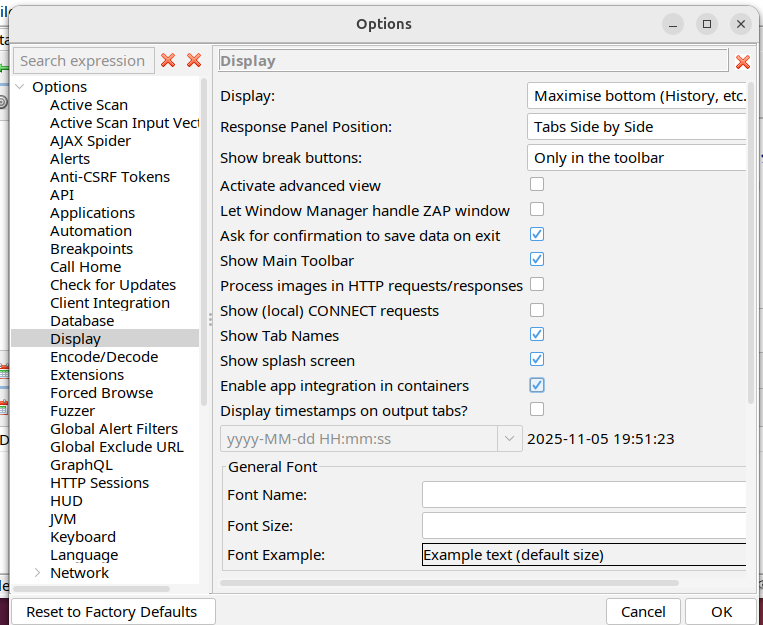 Options
Search expression
Display
Options
Active Scan
Active Scan Input Vect
AJAX Spider
Alerts
Anti-CSRF Tokens
API
Applications
Automation
Breakpoints
Call Home
Check for Updates
Client Integration
Database
Display
Encode/Decode
Extensions
Forced Browse
Fuzzer
Global Alert Filters
Global Exclude URL
GraphQL
HTTP Sessions
HUD
JVM
Keyboard
Language
Network
Display: Maximise bottom (History, etc.
Response Panel Position: Tabs Side by Side
Show break buttons: Only in the toolbar
Activate advanced view
Let Window Manager handle ZAP window
Ask for confirmation to save data on exit
Show Main Toolbar
Process images in HTTP requests/responses
Show (local) CONNECT requests
Show Tab Names
Show splash screen
Enable app integration in containers
Display timestamps on output tabs?
yyyy-MM-dd HH:mm:ss 2025-11-05 19:51:23
General Font
Font Name:
Font Size:
Font Example: Example text (default size)
Reset to Factory Defaults Cancel OK